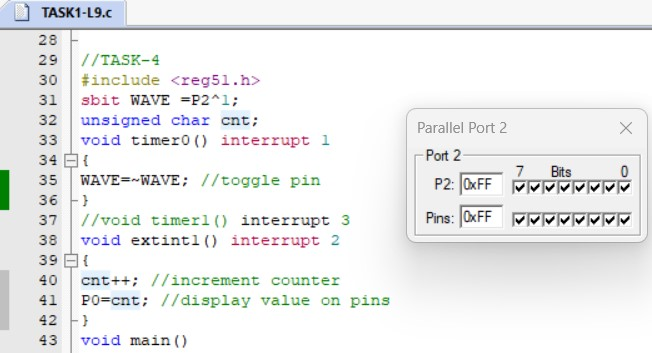 TASK1-L9.c
28
29 //TASK-4
30 #include <reg51.h>
31 sbit WAVE =P2^1;
32 unsigned char cnt;
33 void timer0() interrupt 1
34 {
35 WAVE=~WAVE; //toggle pin
36 }
37 //void timer1() interrupt 3
38 void extint1() interrupt 2
39 {
40 cnt++; //increment counter
41 P0=cnt; //display value on pins
42 }
43 void main()
Parallel Port 2
Port 2
7 Bits 0
P2: 0xFF
Pins: 0xFF